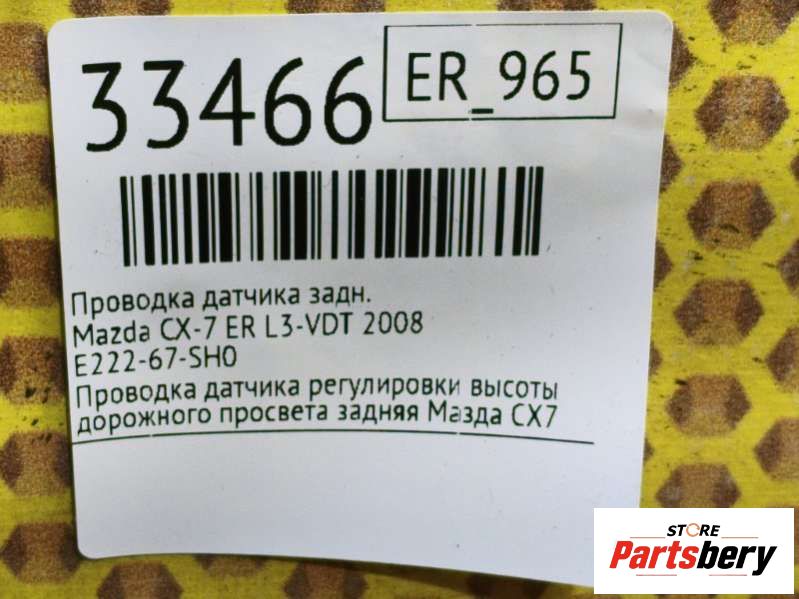 33466
ER_965
Проводка датчика задн.
Mazda CX-7 ER L3-VDT 2008
E222-67-SH0
Проводка датчика регулировки высоты
дорожного просвета задняя Мазда CX7
STORE
Partsbery